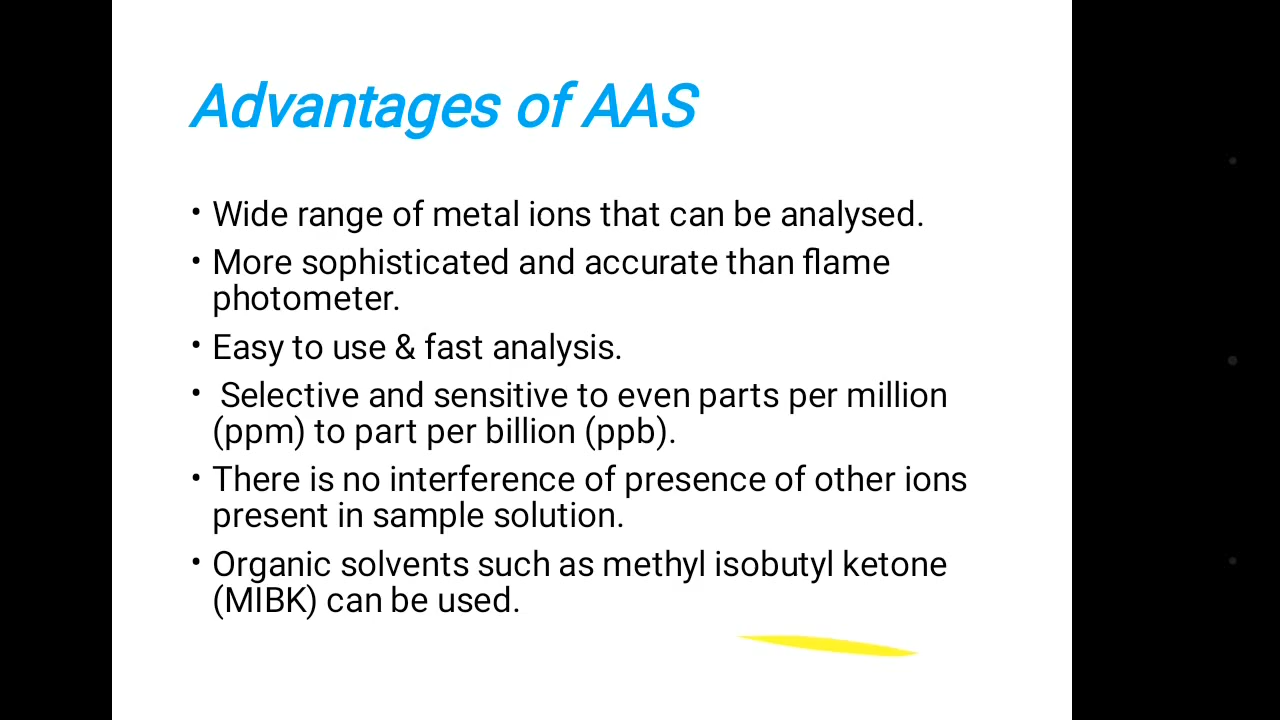 Advantages of AAS
• Wide range of metal ions that can be analysed.
• More sophisticated and accurate than flame
photometer.
• Easy to use & fast analysis.
• Selective and sensitive to even parts per million
(ppm) to part per billion (ppb).
• There is no interference of presence of other ions
present in sample solution.
• Organic solvents such as methyl isobutyl ketone
(MIBK) can be used.